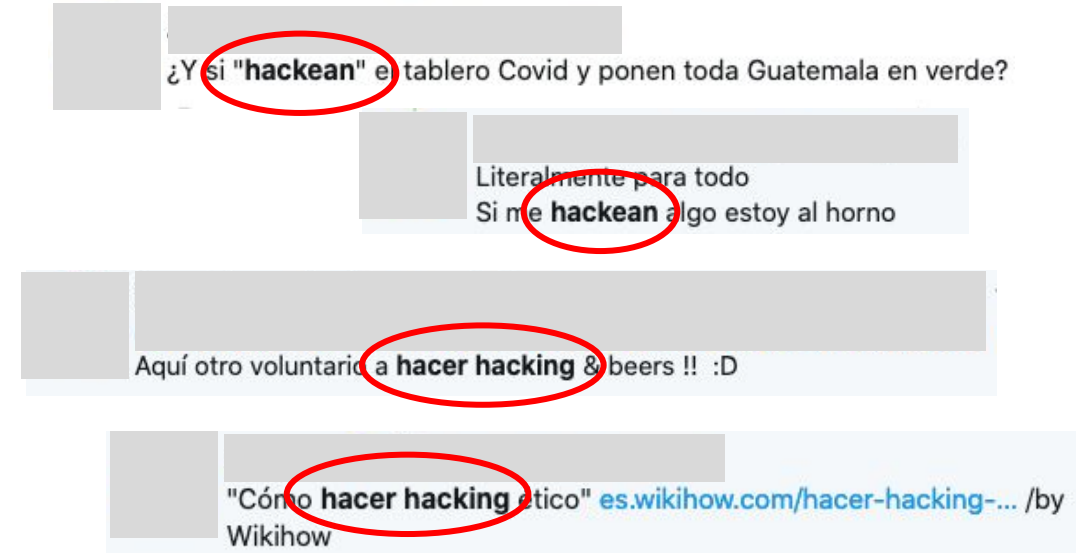 ¿Y si "hackean" el tablero Covid y ponen toda Guatemala en verde?
Literalmente para todo
Si me hackean algo estoy al horno
Aquí otro voluntario a hacer hacking & beers !! :D
"Cómo hacer hacking ético" es.wikihow.com/hacer-hacking-... /by
Wikihow